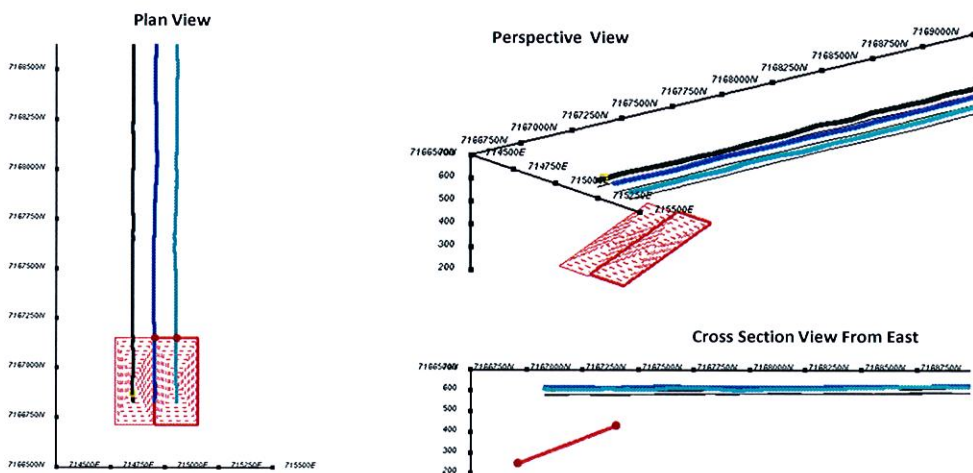 Plan View
7168500N
7168250N
7168000N
7167750N
7167500N
7167250N
7167000N
7166750N
7166500N
714500E 714750E 715000E 715250E 715500E
Perspective View
7169000N
7168750N
7168500N
7168250N
7168000N
7167750N
7167500N
7167250N
7167000N
7166750N
714500E
714750E
715250E
715500E
600
500
400
300
200
Cross Section View From East
7166750N 7167000N 7167250N 7167500N 7167750N 7168000N 7168250N 7168500N 7168750N
600
500
400
300
200